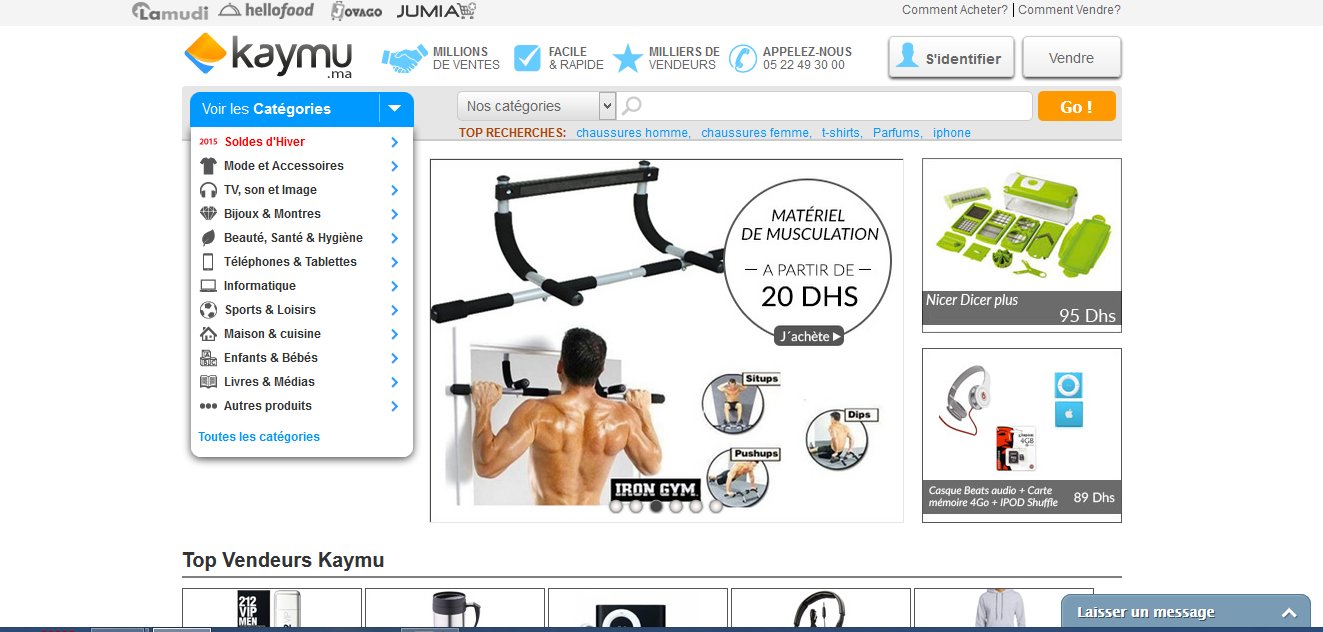 Lamudi hellofood JOVAGO JUMIA
Comment Acheter? | Comment Vendre?
kaymu
.ma
MILLIONS
DE VENTES
FACILE
& RAPIDE
MILLIERS DE
VENDEURS
APPELEZ-NOUS
05 22 49 30 00
S'identifier
Vendre
Voir les Catégories
Nos catégories
Go !
TOP RECHERCHES: chaussures homme, chaussures femme, t-shirts, Parfums, iphone
2015 Soldes d'Hiver
Mode et Accessoires
TV, son et Image
Bijoux & Montres
Beauté, Santé & Hygiène
Téléphones & Tablettes
Informatique
Sports & Loisirs
Maison & cuisine
Enfants & Bébés
Livres & Médias
Autres produits
Toutes les catégories
MATÉRIEL
DE MUSCULATION
— A PARTIR DE —
20 DHS
J´achète
Situps
Dips
Pushups
IRON GYM
Nicer Dicer plus
95 Dhs
4GB
Casque Beats audio + Carte
mémoire 4Go + IPOD Shuffle
89 Dhs
Top Vendeurs Kaymu
212
VIP
MEN
Laisser un message